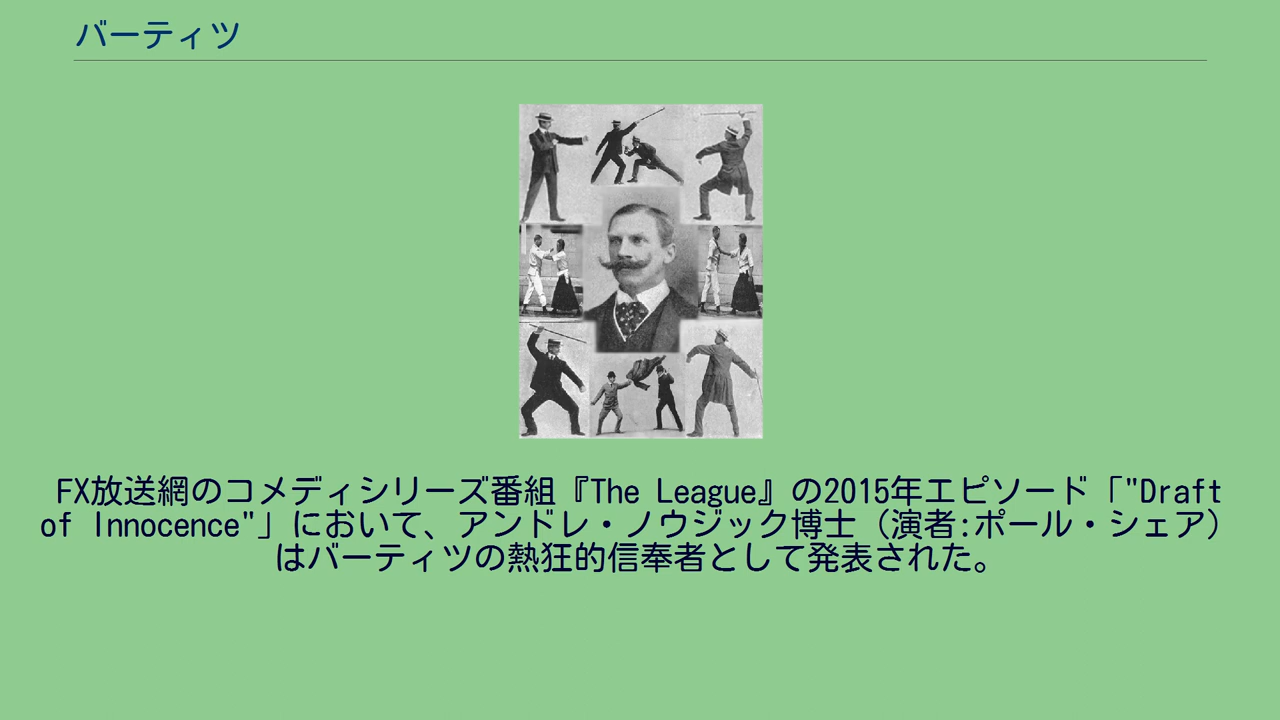 バーティツ
FX放送網のコメディシリーズ番組『The League』の2015年エピソード「"Draft
of Innocence"」において、アンドレ・ノウジック博士（演者:ポール・シェア）
はバーティツの熱狂的信奉者として発表された。